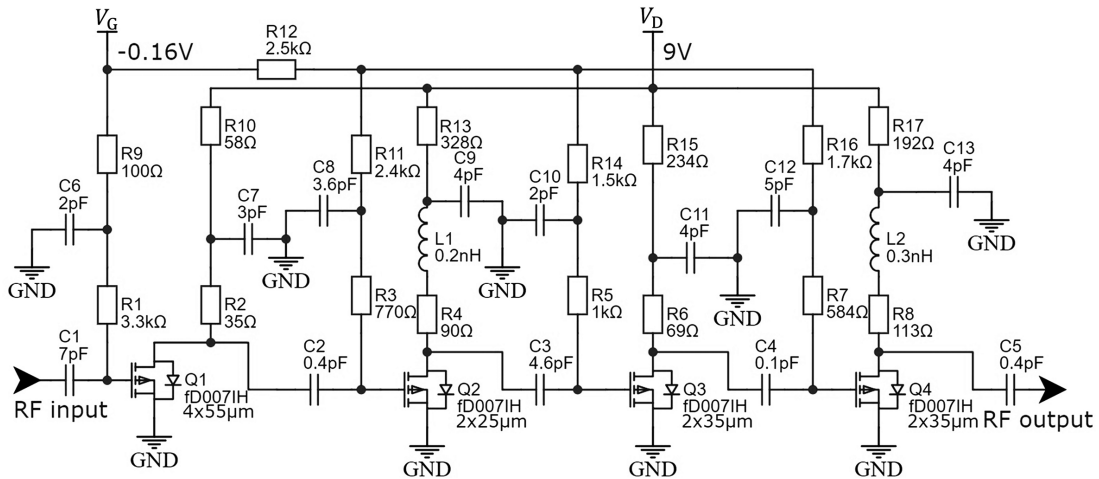 VG
-0.16V
R12
2.5kΩ
VD
9V
R9
100Ω
R10
58Ω
R11
2.4kΩ
R13
328Ω
R14
1.5kΩ
R15
234Ω
R16
1.7kΩ
R17
192Ω
C6
2pF
C7
3pF
C8
3.6pF
C9
4pF
C10
2pF
C11
4pF
C12
5pF
C13
4pF
GND
GND
GND
GND
GND
L1
0.2nH
L2
0.3nH
R1
3.3kΩ
R2
35Ω
R3
770Ω
R4
90Ω
R5
1kΩ
R6
69Ω
R7
584Ω
R8
113Ω
C1
7pF
C2
0.4pF
C3
4.6pF
C4
0.1pF
C5
0.4pF
RF input
Q1
fD007IH
4x55μm
Q2
fD007IH
2x25μm
Q3
fD007IH
2x35μm
Q4
fD007IH
2x35μm
RF output
GND
GND
GND
GND